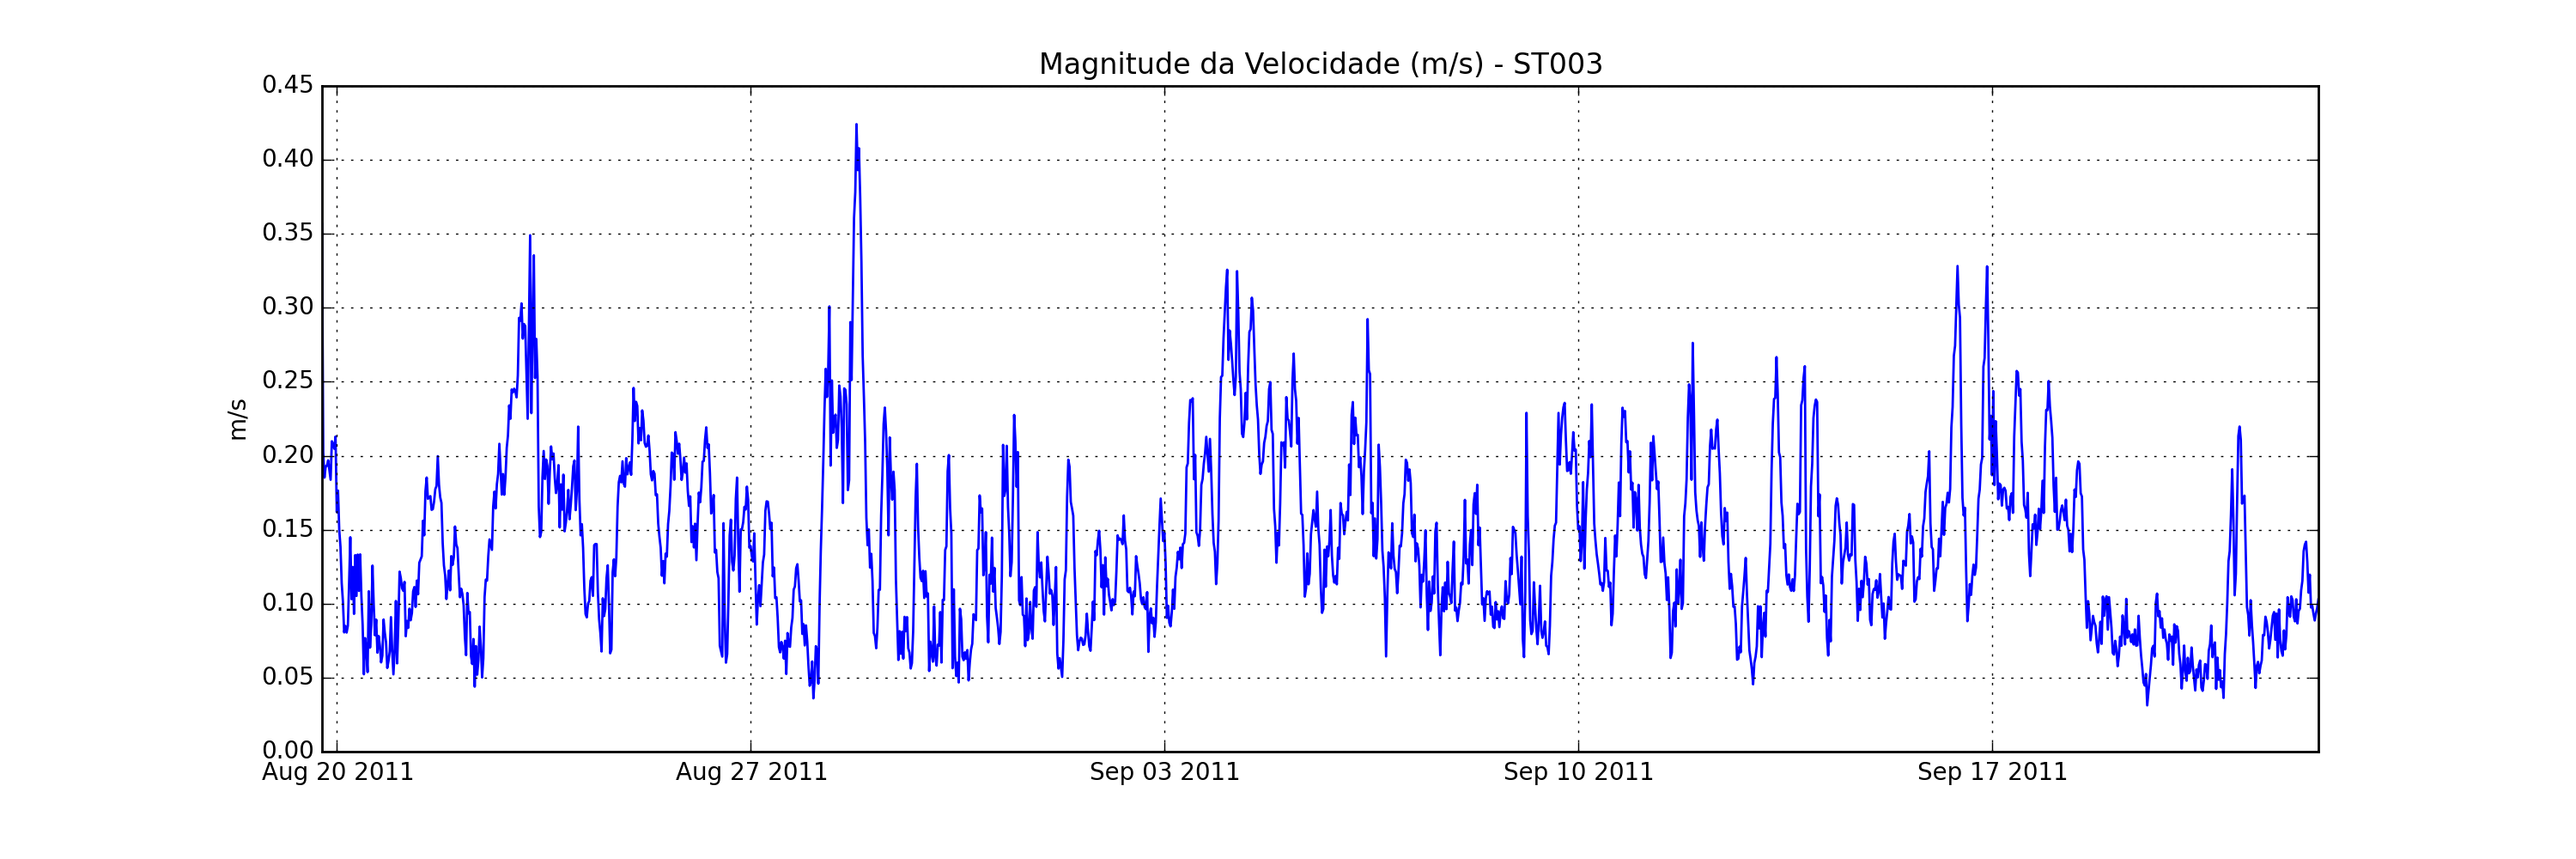 Magnitude da Velocidade (m/s) - ST003
0.45
0.40
0.35
0.30
0.25
0.20
0.15
0.10
0.05
0.00
m/s
Aug 20 2011
Aug 27 2011
Sep 03 2011
Sep 10 2011
Sep 17 2011